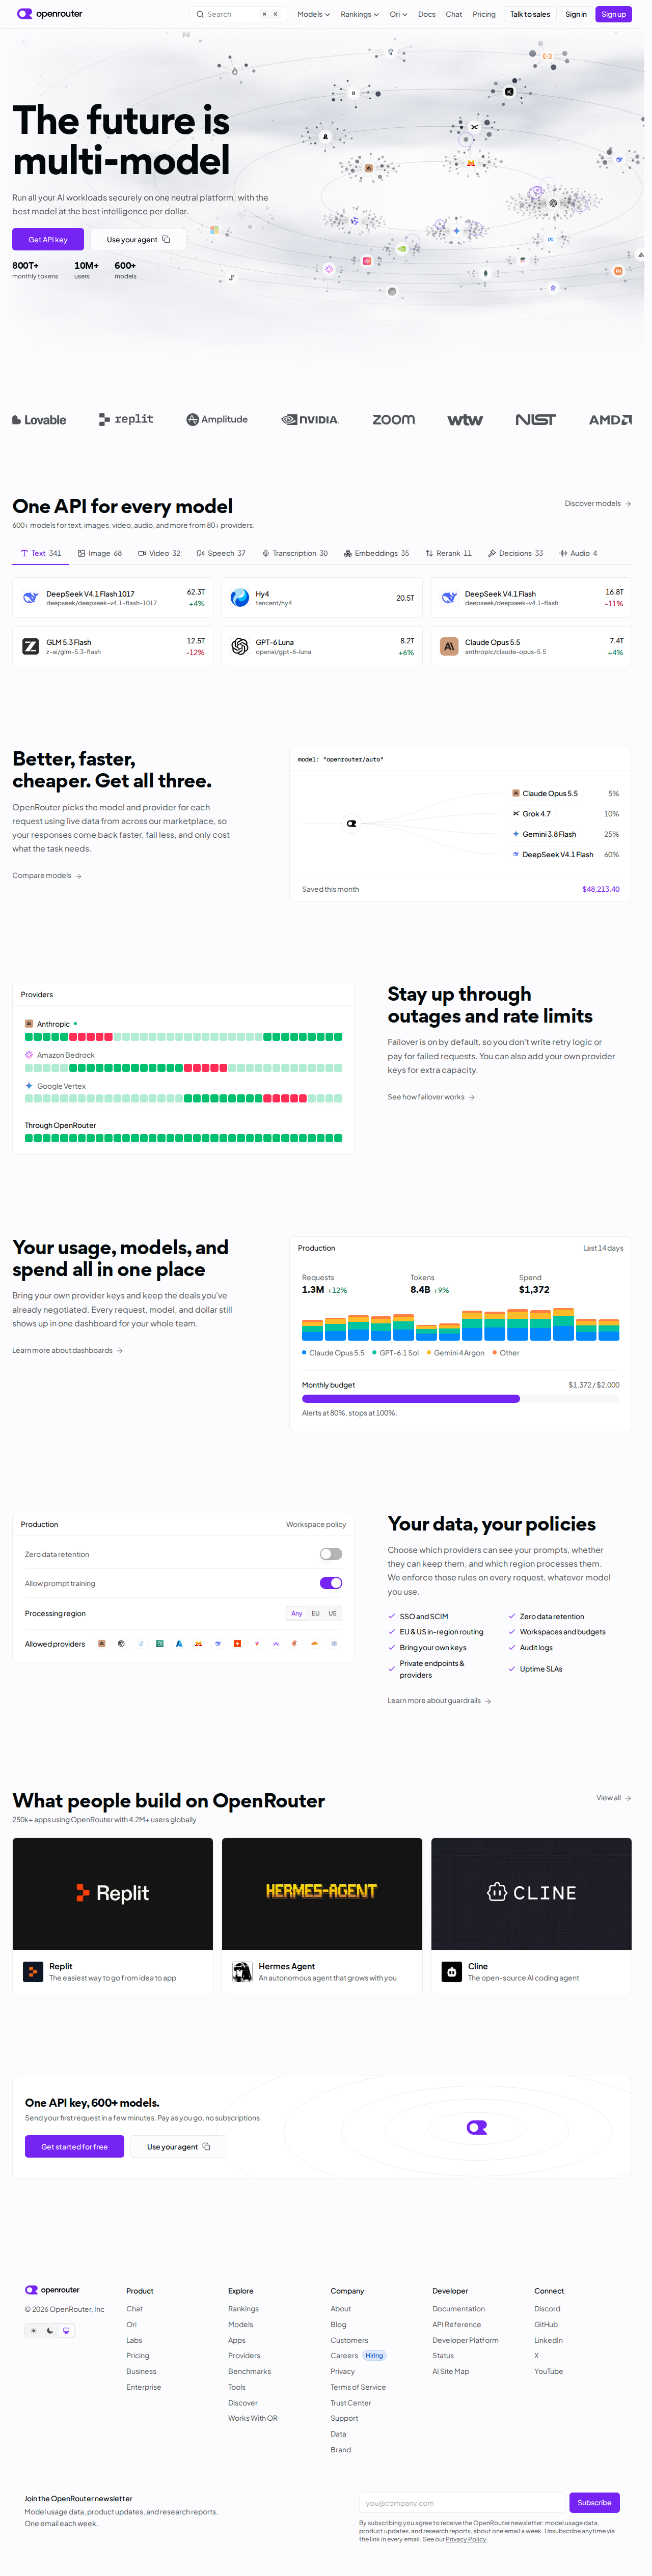 openrouter
Search
⌘ K
Models
Rankings
Ori
Docs
Chat
Pricing
Talk to sales
Sign in
Sign up
The future is
multi-model
Run all your AI workloads securely on one neutral platform, with the
best model at the best intelligence per dollar.
Get API key
Use your agent
800T+ 10M+ 600+
monthly tokens users models
Lovable
replit
Amplitude
NVIDIA.
ZOOM
wtw
NIST
AMD
One API for every model
Discover models
600+ models for text, images, video, audio, and more from 80+ providers.
Text 341
Image 68
Video 32
Speech 37
Transcription 30
Embeddings 35
Rerank 11
Decisions 33
Audio 4
DeepSeek V4.1 Flash 1017 62.3T
deepseek/deepseek-v4.1-flash-1017 +4%
Hy4
tencent/hy4
20.5T
DeepSeek V4.1 Flash 16.8T
deepseek/deepseek-v4.1-flash -11%
GLM 5.3 Flash 12.5T
z-ai/glm-5.3-flash -12%
GPT-6 Luna 8.2T
openai/gpt-6-luna +6%
Claude Opus 5.5 7.4T
anthropic/claude-opus-5.5 +4%
Better, faster,
cheaper. Get all three.
OpenRouter picks the model and provider for each
request using live data from across our marketplace, so
your responses come back faster, fail less, and only cost
what the task needs.
Compare models
model: "openrouter/auto"
Claude Opus 5.5 5%
Grok 4.7 10%
Gemini 3.8 Flash 25%
DeepSeek V4.1 Flash 60%
Saved this month $48,213.40
Providers
Anthropic
Amazon Bedrock
Google Vertex
Through OpenRouter
Stay up through
outages and rate limits
Failover is on by default, so you don't write retry logic or
pay for failed requests. You can also add your own provider
keys for extra capacity.
See how failover works
Your usage, models, and
spend all in one place
Bring your own provider keys and keep the deals you've
already negotiated. Every request, model, and dollar still
shows up in one dashboard for your whole team.
Learn more about dashboards
Production Last 14 days
Requests Tokens Spend
1.3M +12% 8.4B +9% $1,372
Claude Opus 5.5 GPT-6.1 Sol Gemini 4 Argon Other
Monthly budget $1,372 / $2,000
Alerts at 80%, stops at 100%.
Production Workspace policy
Zero data retention
Allow prompt training
Processing region Any EU US
Allowed providers
Your data, your policies
Choose which providers can see your prompts, whether
they can keep them, and which region processes them.
We enforce those rules on every request, whatever model
you use.
SSO and SCIM
Zero data retention
EU & US in-region routing
Workspaces and budgets
Bring your own keys
Audit logs
Private endpoints &
providers
Uptime SLAs
Learn more about guardrails
What people build on OpenRouter
View all
250k+ apps using OpenRouter with 4.2M+ users globally
Replit
HERMES-AGENT
CLINE
Replit
The easiest way to go from idea to app
Hermes Agent
An autonomous agent that grows with you
Cline
The open-source AI coding agent
One API key, 600+ models.
Send your first request in a few minutes. Pay as you go, no subscriptions.
Get started for free
Use your agent
openrouter
© 2026 OpenRouter, Inc
Product
Chat
Ori
Labs
Pricing
Business
Enterprise
Explore
Rankings
Models
Apps
Providers
Benchmarks
Tools
Discover
Works With OR
Company
About
Blog
Customers
Careers Hiring
Privacy
Terms of Service
Trust Center
Support
Data
Brand
Developer
Documentation
API Reference
Developer Platform
Status
AI Site Map
Connect
Discord
GitHub
LinkedIn
X
YouTube
Join the OpenRouter newsletter
Model usage data, product updates, and research reports.
One email each week.
you@company.com
Subscribe
By subscribing you agree to receive the OpenRouter newsletter: model usage data,
product updates, and research reports, about one email a week. Unsubscribe anytime via
the link in every email. See our Privacy Policy.